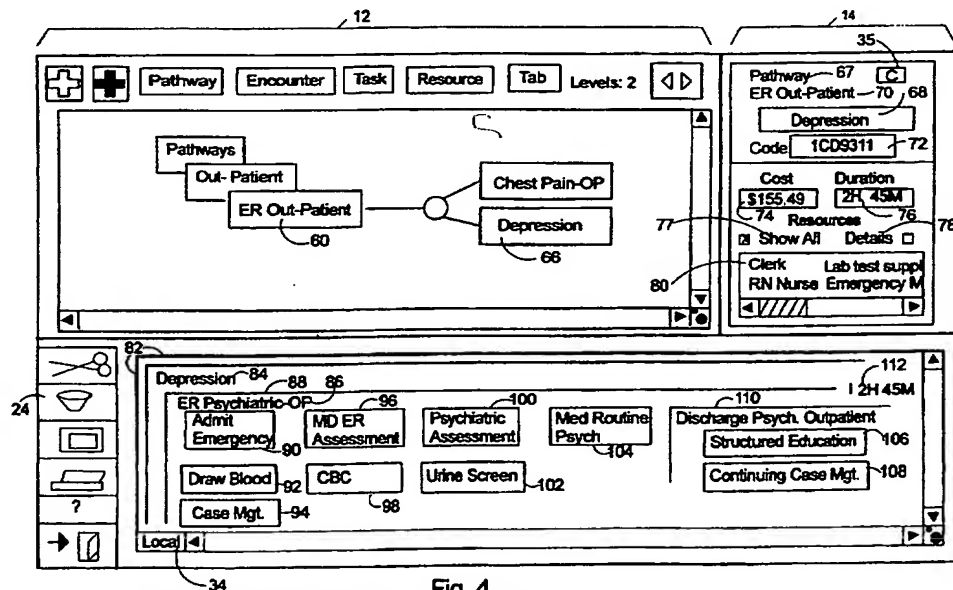 12
14
35
Pathway
Encounter
Task
Resource
Tab
Levels: 2
Pathways
Out- Patient
ER Out-Patient
60
Chest Pain-OP
Depression
66
Pathway 67 C
ER Out-Patient 70 68
Depression
Code 1CD9311 72
Cost Duration
$155.49 2H 45M
77 74 Resources 76 78
Show All Details
80 Clerk Lab test suppl
RN Nurse Emergency M
82
24
?
Depression 84
112
88 86
ER Psychiatric-OP
I 2H 45M
Admit Emergency 90
96
MD ER Assessment
100
Psychiatric Assessment
Med Routine Psych 104
110
Discharge Psych. Outpatient
Structured Education 106
Continuing Case Mgt. 108
Draw Blood 92
CBC 98
Urine Screen 102
Case Mgt. 94
Local
34
Fig. 4